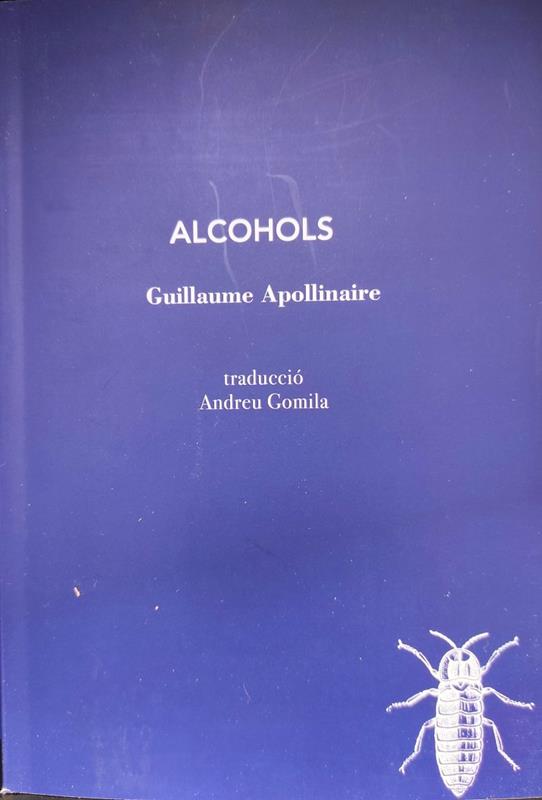 ALCOHOLS
Guillaume Apollinaire
traducció
Andreu Gomila